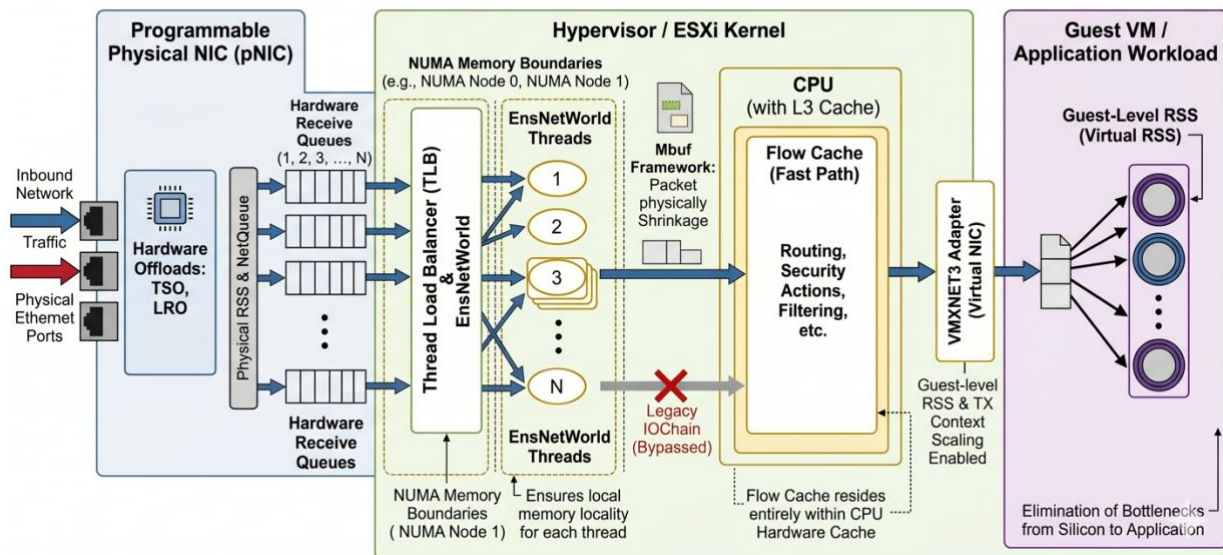 Programmable
Physical NIC (pNIC)
Hypervisor / ESXi Kernel
Guest VM /
Application Workload
Inbound
Network
Traffic
Physical
Ethernet
Ports
Hardware
Offloads:
TSO,
LRO
Physical RSS & NetQueue
Hardware
Receive
Queues
(1, 2, 3, ..., N)
Hardware
Receive
Queues
NUMA Memory Boundaries
(e.g., NUMA Node 0, NUMA Node 1)
Thread Load Balancer (TLB)
&
EnsNetWorld
EnsNetWorld
Threads
1
2
3
N
EnsNetWorld
Threads
NUMA Memory
Boundaries
( NUMA Node 1)
Ensures local
memory locality
for each thread
Mbuf
Framework:
Packet
physically
Shrinkage
Legacy
IOChain
(Bypassed)
CPU
(with L3 Cache)
Flow Cache
(Fast Path)
Routing,
Security
Actions,
Filtering,
etc.
Flow Cache resides
entirely within CPU
Hardware Cache
VMXNET3 Adapter
(Virtual NIC)
Guest-level
RSS & TX
Context
Scaling
Enabled
Guest-Level RSS
(Virtual RSS)
Elimination of Bottlenecks
from Silicon to Application